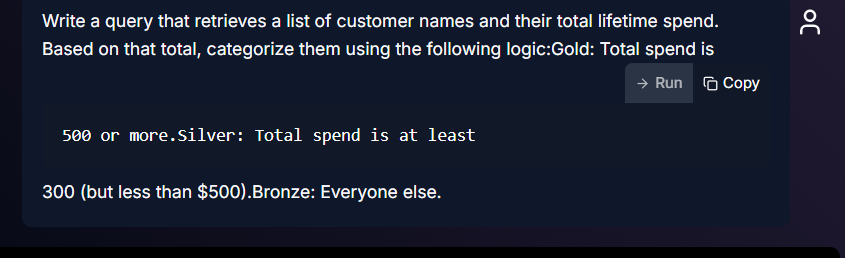 Write a query that retrieves a list of customer names and their total lifetime spend.
Based on that total, categorize them using the following logic:Gold: Total spend is
Run Copy
500 or more.Silver: Total spend is at least
300 (but less than $500).Bronze: Everyone else.